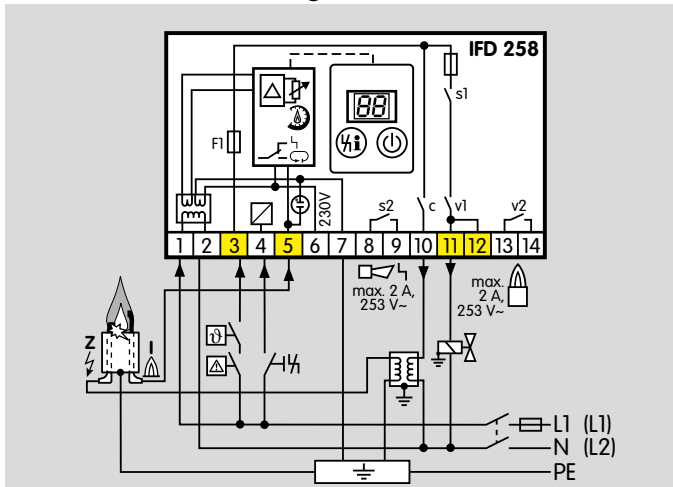 IFD 258
s1
88
F1
230V
s2
c
v1
v2
1 2 3 4 5 6 7 8 9 10 11 12 13 14
max. 2 A,
253 V~
max.
2 A,
253 V~
ϑ
Z
I
L1 (L1)
N (L2)
PE